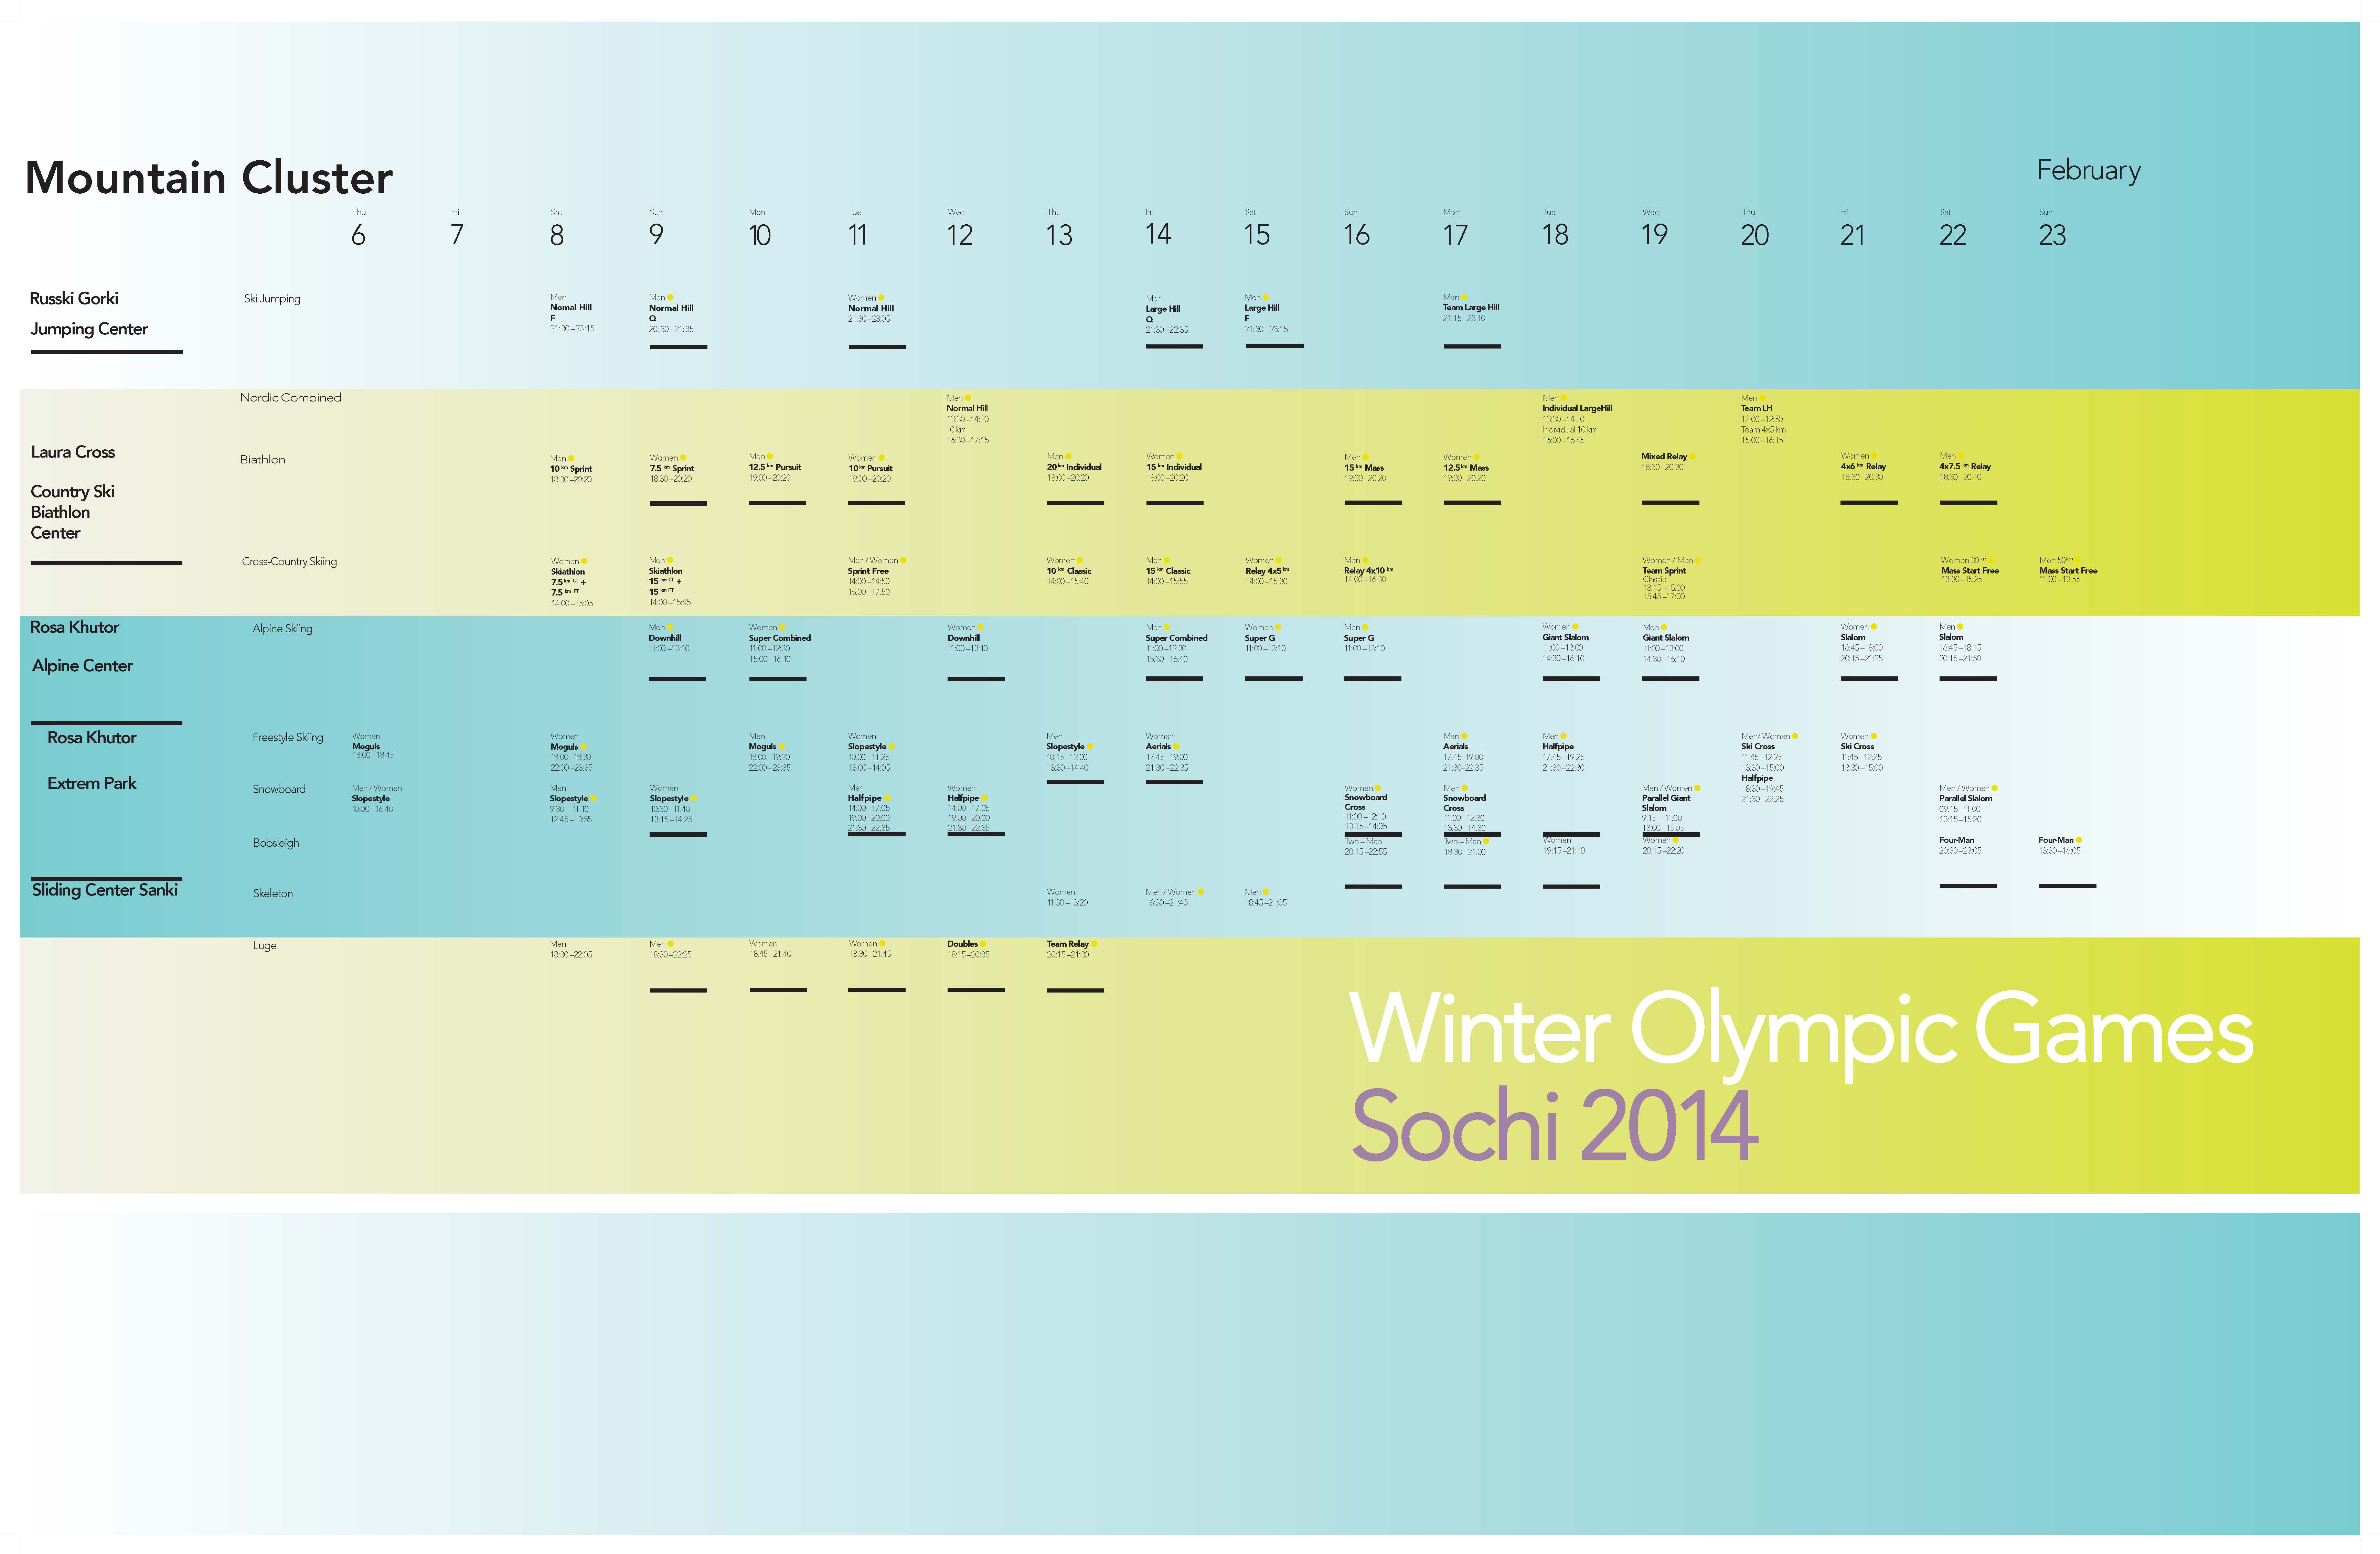 Mountain Cluster
February
Thu Fri Sat Sun Mon Tue Wed Thu Fri Sat Sun Mon Tue Wed Thu Fri Sat Sun
6 7 8 9 10 11 12 13 14 15 16 17 18 19 20 21 22 23
Russki Gorki
Jumping Center
Ski Jumping
Men
Nomal Hill
F
21:30–23:15
Men
Normal Hill
Q
20:30–21:35
Women
Normal Hill
21:30–23:05
Men
Large Hill
Q
21:30–22:35
Men
Large Hill
F
21:30–23:15
Men
Team Large Hill
21:15–23:10
Nordic Combined
Men
Normal Hill
13:30–14:20
10 km
16:30–17:15
Men
Individual LargeHill
13:30–14:20
Individual 10 km
16:00–16:45
Men
Team LH
12:00–12:50
Team 4x5 km
15:00–16:15
Laura Cross
Country Ski
Biathlon
Center
Biathlon
Men
10 km Sprint
18:30–20:20
Women
7.5 km Sprint
18:30–20:20
Men
12.5 km Pursuit
19:00–20:20
Women
10 km Pursuit
19:00–20:20
Men
20 km Individual
18:00–20:20
Women
15 km Individual
18:00–20:20
Men
15 km Mass
19:00–20:20
Women
12.5 km Mass
19:00–20:20
Mixed Relay
18:30–20:30
Women
4x6 km Relay
18:30–20:30
Men
4x7.5 km Relay
18:30–20:40
Cross-Country Skiing
Women
Skiathlon
7.5 km CT +
7.5 km FT
14:00–15:05
Men
Skiathlon
15 km CT +
15 km FT
14:00–15:45
Men / Women
Sprint Free
14:00–14:50
16:00–17:50
Women
10 km Classic
14:00–15:40
Men
15 km Classic
14:00–15:55
Women
Relay 4x5 km
14:00–15:30
Men
Relay 4x10 km
14:00–16:30
Women / Men
Team Sprint
Classic
13:15–15:00
15:45–17:00
Women 30 km
Mass Start Free
13:30–15:25
Men 50 km
Mass Start Free
11:00–13:55
Rosa Khutor
Alpine Center
Alpine Skiing
Men
Downhill
11:00–13:10
Women
Super Combined
11:00–12:30
15:00–16:10
Women
Downhill
11:00–13:10
Men
Super Combined
11:00–12:30
15:30–16:40
Women
Super G
11:00–13:10
Men
Super G
11:00–13:10
Women
Giant Slalom
11:00–13:00
14:30–16:10
Men
Giant Slalom
11:00–13:00
14:30–16:10
Women
Slalom
16:45–18:00
20:15–21:25
Men
Slalom
16:45–18:15
20:15–21:50
Rosa Khutor
Extrem Park
Freestyle Skiing
Women
Moguls
18:00–18:45
Women
Moguls
18:00–18:30
22:00–23:35
Men
Moguls
18:00–19:20
22:00–23:35
Women
Slopestyle
10:00–11:25
13:00–14:05
Men
Slopestyle
10:15–12:00
13:30–14:40
Women
Aerials
17:45–19:00
21:30–22:35
Men
Aerials
17:45–19:00
21:30–22:35
Men
Halfpipe
17:45–19:25
21:30–22:30
Men/ Women
Ski Cross
11:45–12:25
13:30–15:00
Halfpipe
18:30–19:45
21:30–22:25
Women
Ski Cross
11:45–12:25
13:30–15:00
Snowboard
Men / Women
Slopestyle
10:00–16:40
Men
Slopestyle
9:30– 11:10
12:45–13:55
Women
Slopestyle
10:30–11:40
13:15–14:25
Men
Halfpipe
14:00–17:05
19:00–20:00
21:30–22:35
Women
Halfpipe
14:00–17:05
19:00–20:00
21:30–22:35
Women
Snowboard
Cross
11:00–12:10
13:15–14:05
Men
Snowboard
Cross
11:00–12:30
13:30–14:30
Men / Women
Parallel Giant
Slalom
9:15– 11:00
13:00–15:05
Men / Women
Parallel Slalom
09:15–11:00
13:15–15:20
Bobsleigh
Two – Man
20:15–22:55
Two – Man
18:30–21:00
Women
19:15–21:10
Women
20:15–22:20
Four-Man
20:30–23:05
Four-Man
13:30–16:05
Sliding Center Sanki
Skeleton
Women
11:30–13:20
Men / Women
16:30–21:40
Men
18:45–21:05
Luge
Men
18:30–22:05
Men
18:30–22:25
Women
18:45–21:40
Women
18:30–21:45
Doubles
18:15–20:35
Team Relay
20:15–21:30
Winter Olympic Games
Sochi 2014